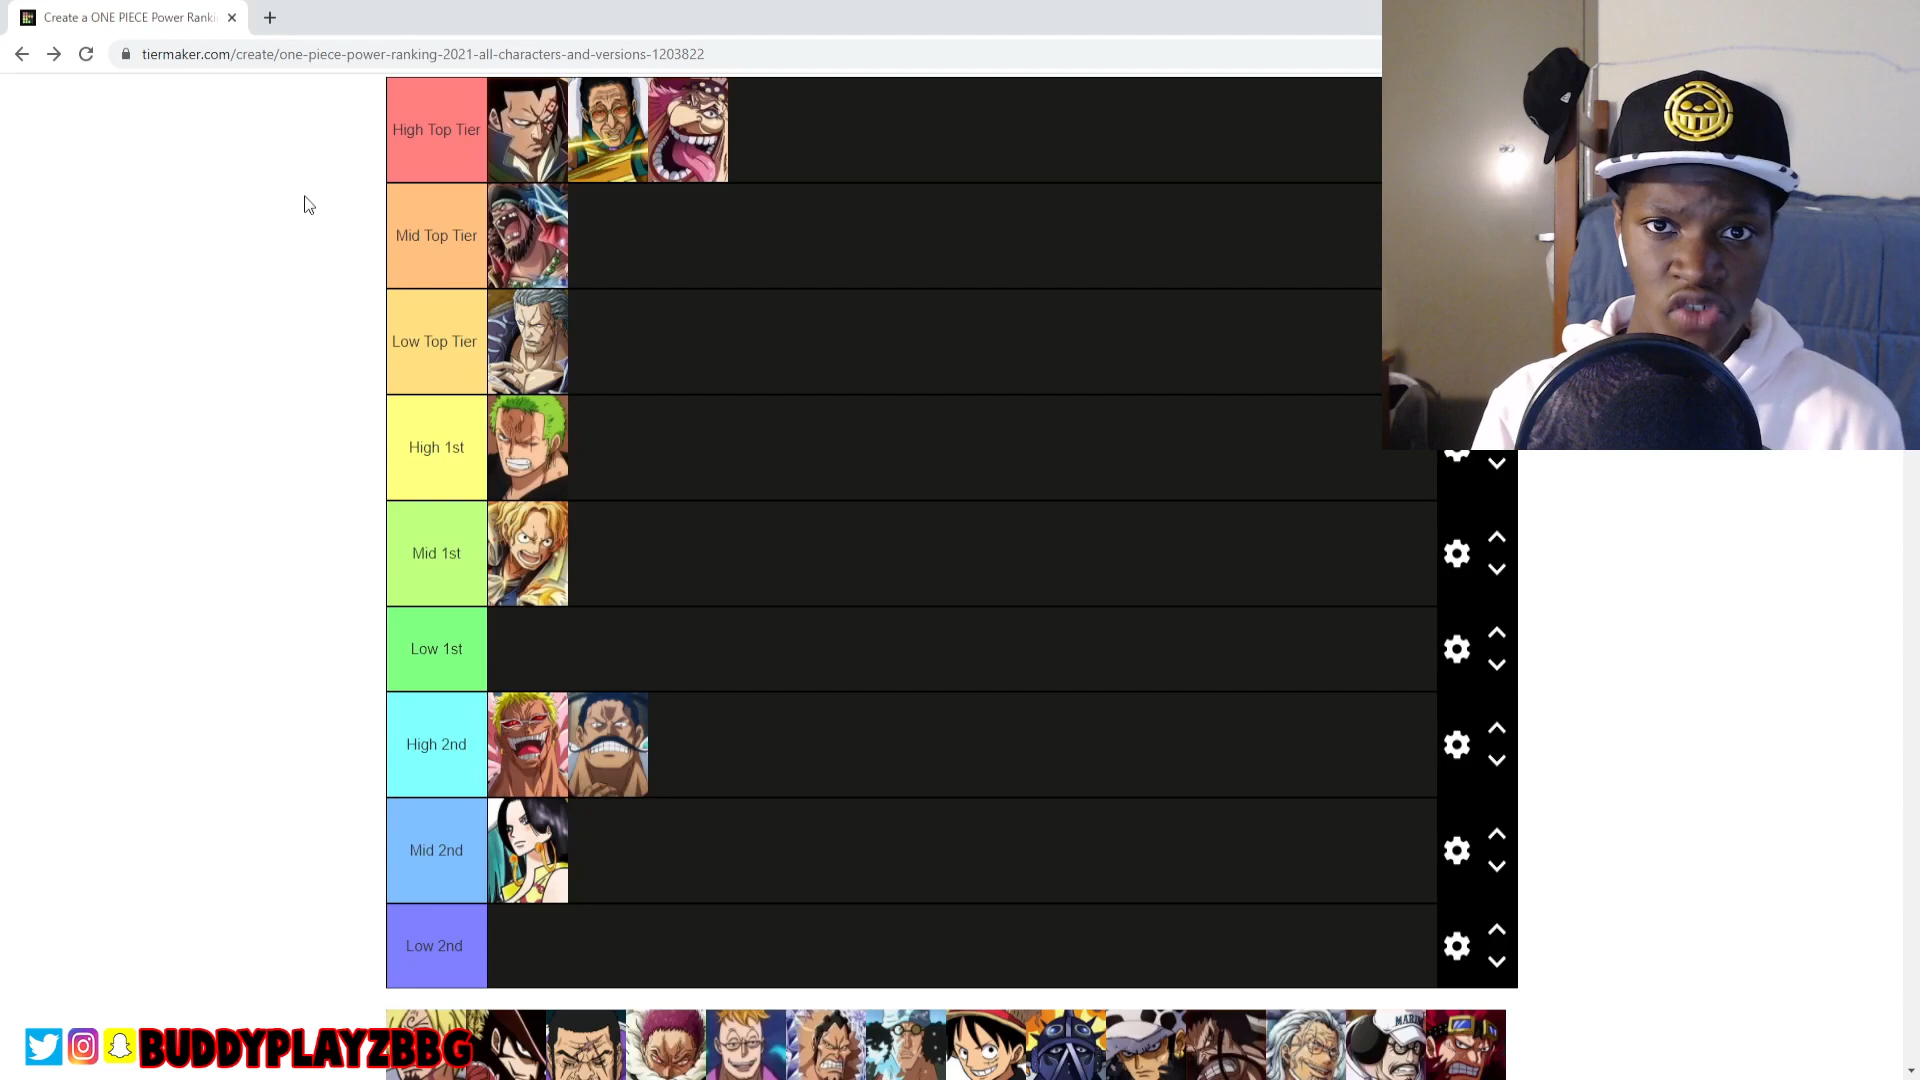 Create a ONE PIECE Power Ranki
tiermaker.com/create/one-piece-power-ranking-2021-all-characters-and-versions-1203822
High Top Tier
Mid Top Tier
Low Top Tier
High 1st
Mid 1st
Low 1st
High 2nd
Mid 2nd
Low 2nd
BUDDYPLAYZBBG
MARIN